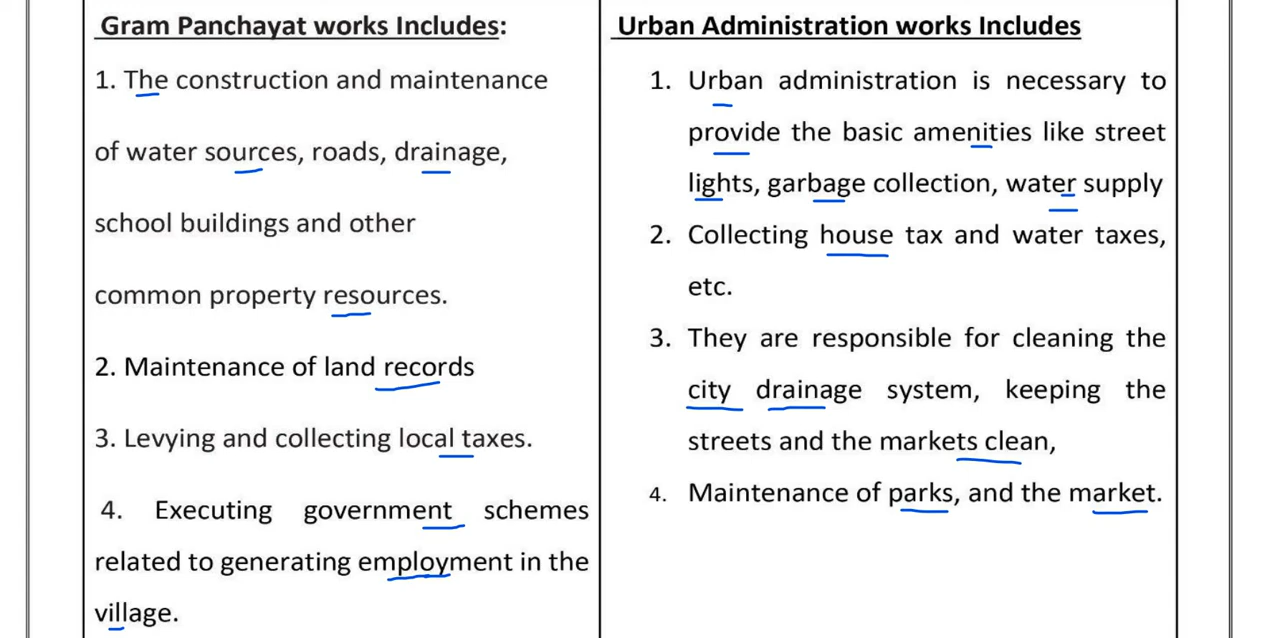 Gram Panchayat works Includes:
1. The construction and maintenance
of water sources, roads, drainage,
school buildings and other
common property resources.
2. Maintenance of land records
3. Levying and collecting local taxes.
4. Executing government schemes
related to generating employment in the
village.
Urban Administration works Includes
1. Urban administration is necessary to
provide the basic amenities like street
lights, garbage collection, water supply
2. Collecting house tax and water taxes,
etc.
3. They are responsible for cleaning the
city drainage system, keeping the
streets and the markets clean,
4. Maintenance of parks, and the market.